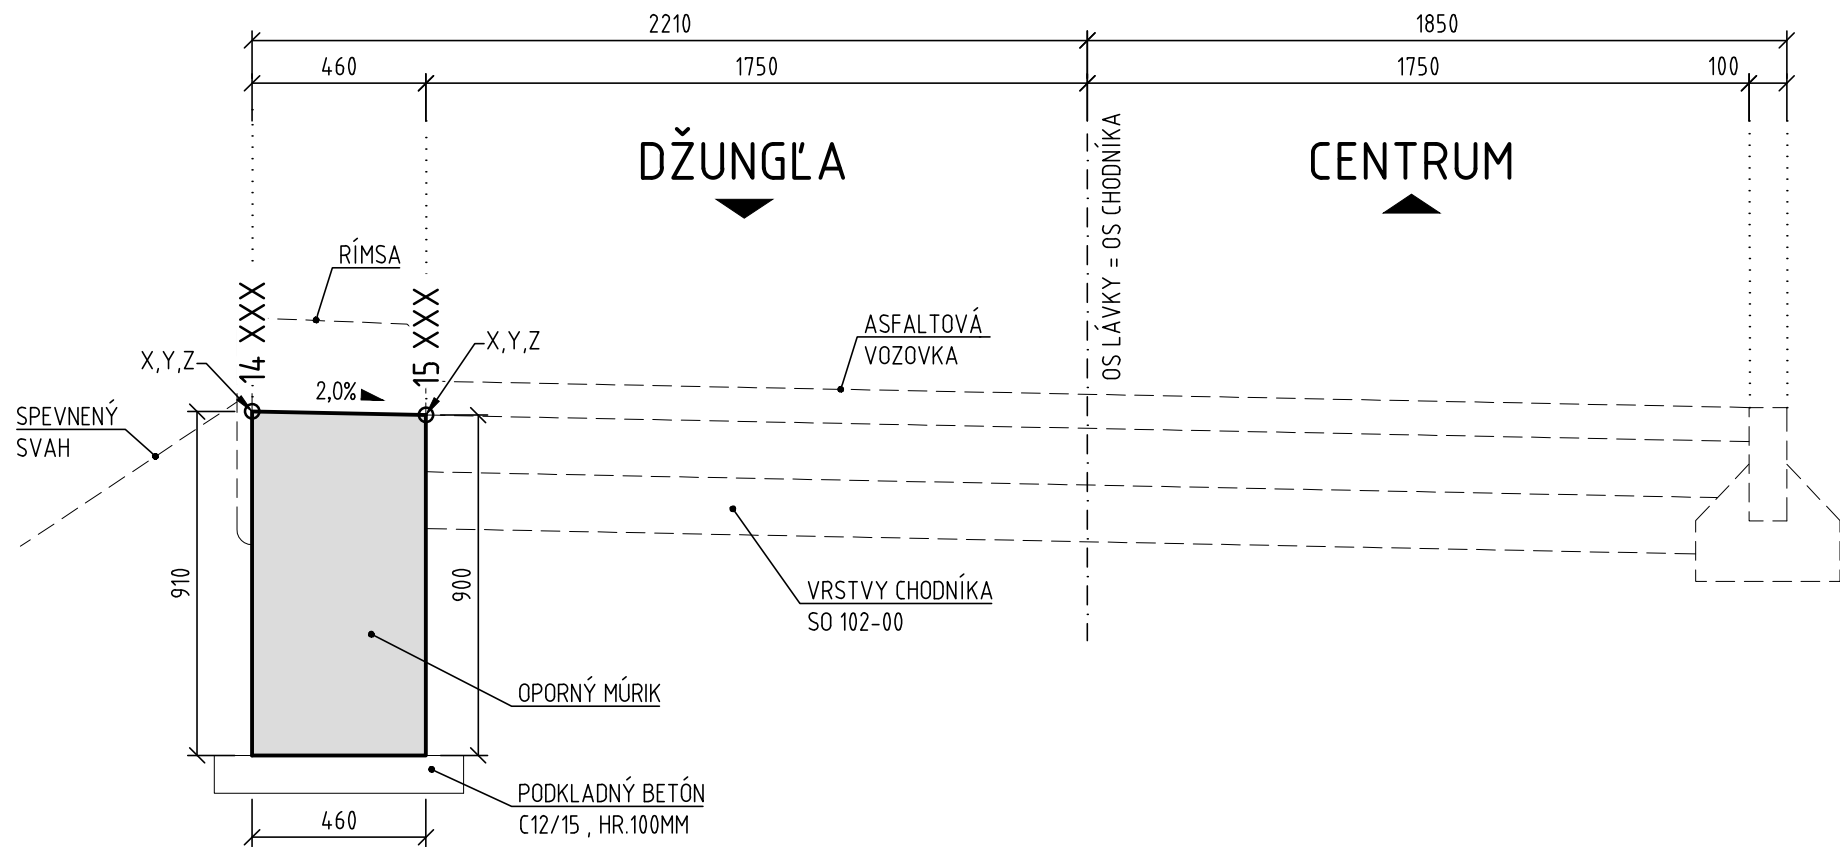 2210
1850
460
1750
1750
100
DŽUNGĽA
CENTRUM
OS LÁVKY = OS CHODNÍKA
RÍMSA
14 XXX
15 XXX
X,Y,Z
X,Y,Z
2,0%
ASFALTOVÁ
VOZOVKA
SPEVNENÝ
SVAH
910
900
VRSTVY CHODNÍKA
SO 102-00
OPORNÝ MÚRIK
PODKLADNÝ BETÓN
C12/15 , HR.100MM
460